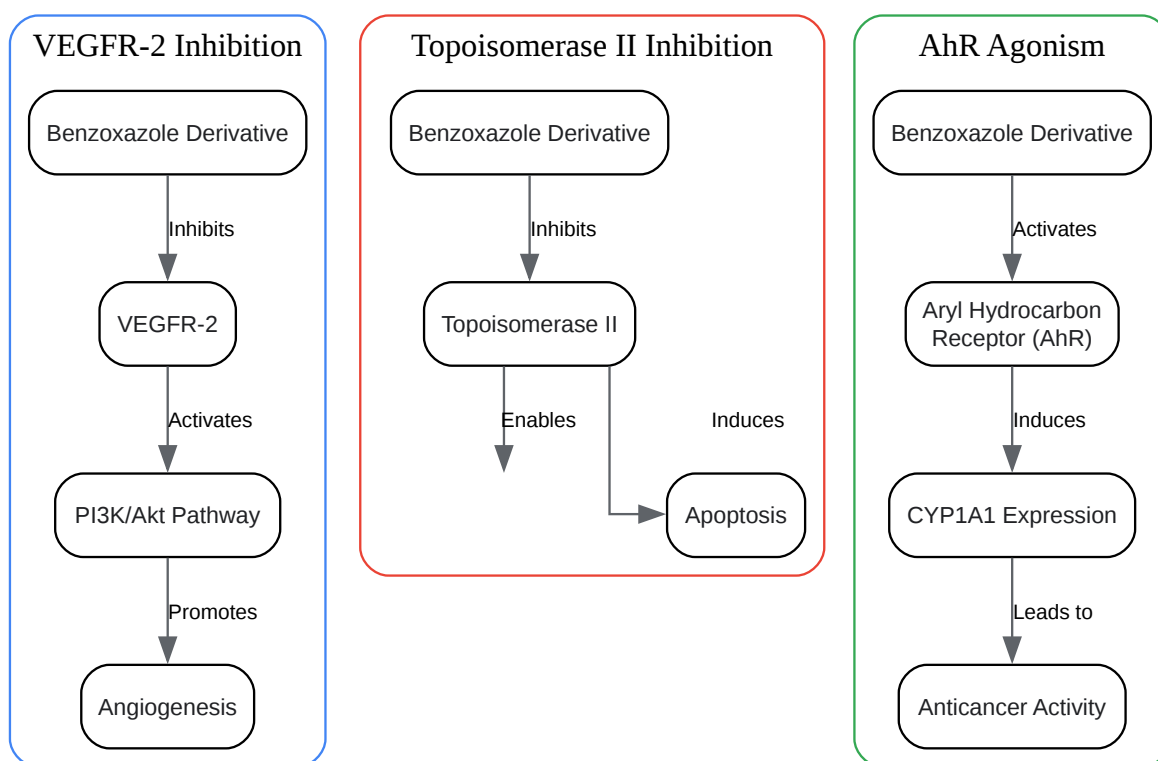 VEGFR-2 Inhibition
Benzoxazole Derivative
Inhibits
VEGFR-2
Activates
PI3K/Akt Pathway
Promotes
Angiogenesis
Topoisomerase II Inhibition
Benzoxazole Derivative
Inhibits
Topoisomerase II
Enables
Induces
Apoptosis
AhR Agonism
Benzoxazole Derivative
Activates
Aryl Hydrocarbon
Receptor (AhR)
Induces
CYP1A1 Expression
Leads to
Anticancer Activity